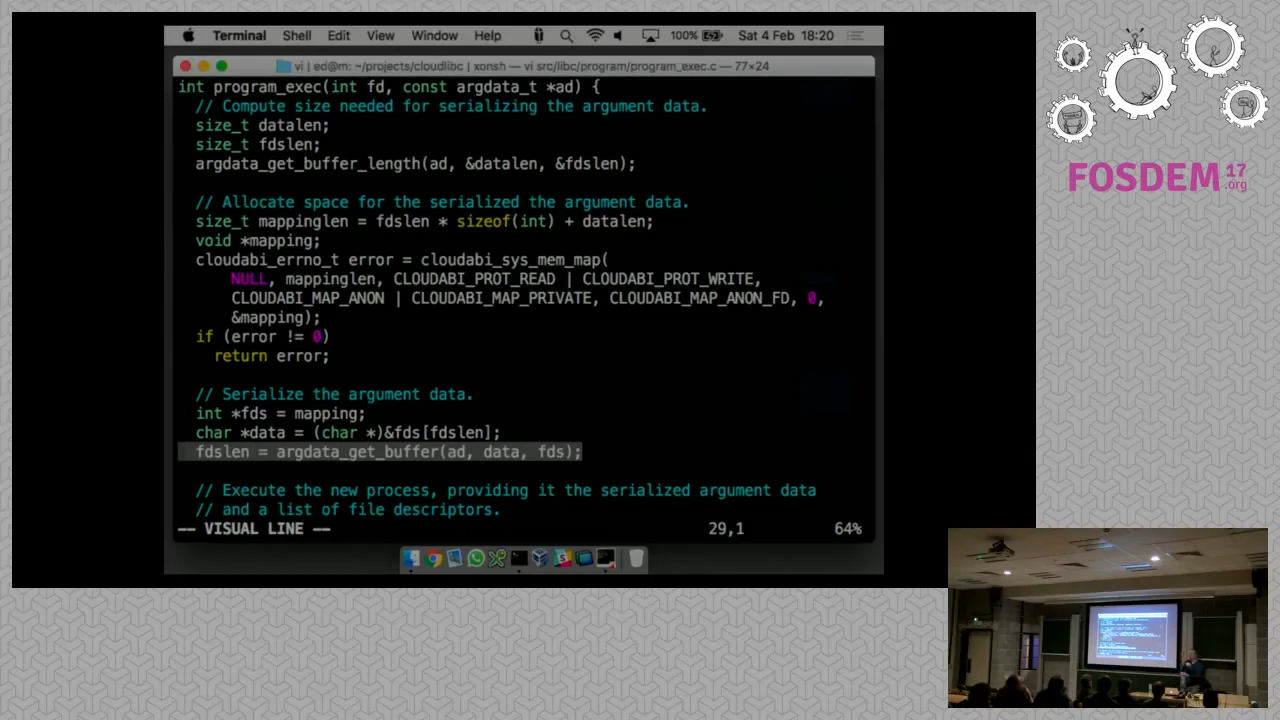 Terminal Shell Edit View Window Help 100% Sat 4 Feb 18:20
vi | ed@m: ~/projects/cloudlibc | xonsh — vi src/libc/program/program_exec.c — 77×24
int program_exec(int fd, const argdata_t *ad) {
// Compute size needed for serializing the argument data.
size_t datalen;
size_t fdslen;
argdata_get_buffer_length(ad, &datalen, &fdslen);
// Allocate space for the serialized the argument data.
size_t mappinglen = fdslen * sizeof(int) + datalen;
void *mapping;
cloudabi_errno_t error = cloudabi_sys_mem_map(
NULL, mappinglen, CLOUDABI_PROT_READ | CLOUDABI_PROT_WRITE,
CLOUDABI_MAP_ANON | CLOUDABI_MAP_PRIVATE, CLOUDABI_MAP_ANON_FD, 0,
&mapping);
if (error != 0)
return error;
// Serialize the argument data.
int *fds = mapping;
char *data = (char *)&fds[fdslen];
fdslen = argdata_get_buffer(ad, data, fds);
// Execute the new process, providing it the serialized argument data
// and a list of file descriptors.
-- VISUAL LINE -- 29,1 64%
FOSDEM 17
.org